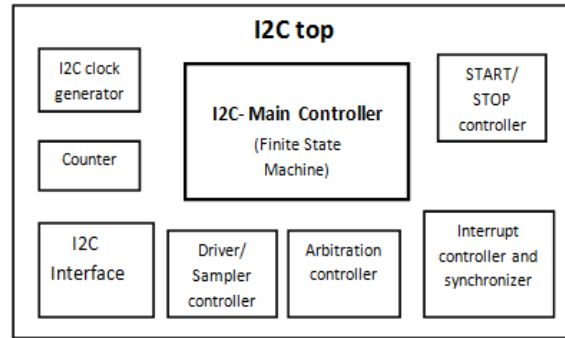 I2C top
I2C clock
generator
I2C- Main Controller
(Finite State
Machine)
START/
STOP
controller
Counter
I2C
Interface
Driver/
Sampler
controller
Arbitration
controller
Interrupt
controller and
synchronizer